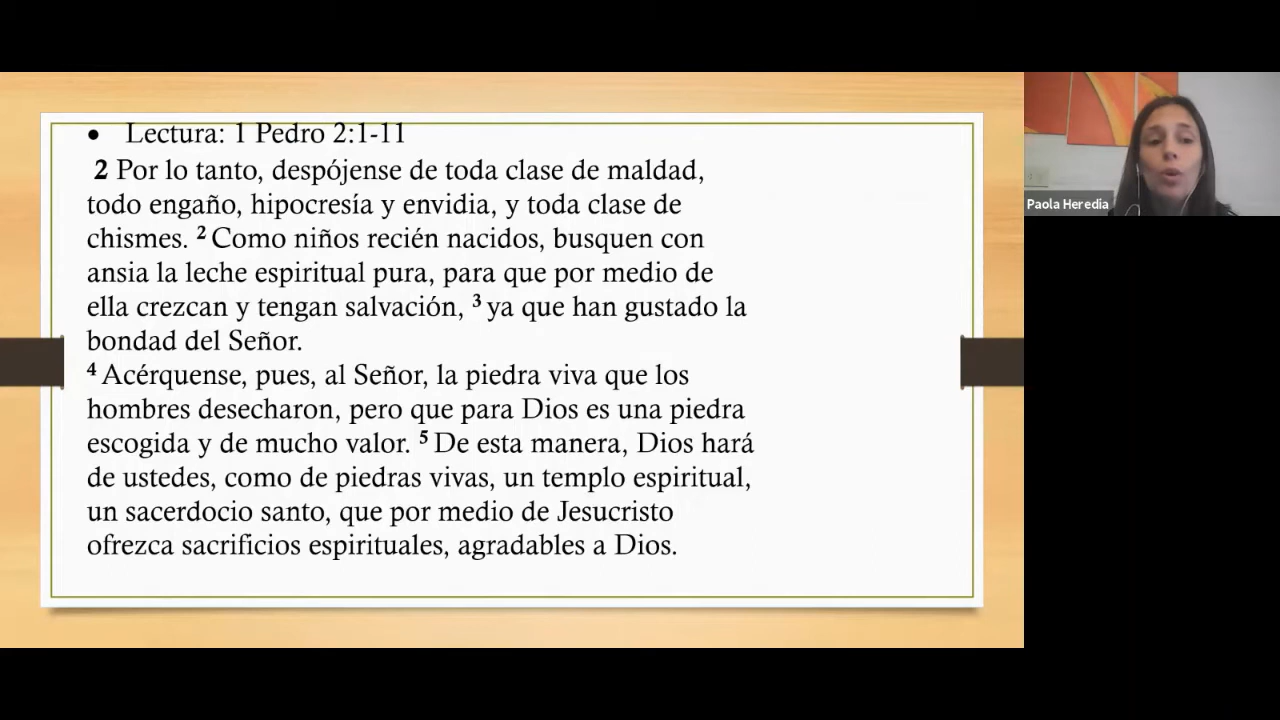 • Lectura: 1 Pedro 2:1-11
2 Por lo tanto, despójense de toda clase de maldad,
todo engaño, hipocresía y envidia, y toda clase de
chismes. 2 Como niños recién nacidos, busquen con
ansia la leche espiritual pura, para que por medio de
ella crezcan y tengan salvación, 3 ya que han gustado la
bondad del Señor.
4 Acérquense, pues, al Señor, la piedra viva que los
hombres desecharon, pero que para Dios es una piedra
escogida y de mucho valor. 5 De esta manera, Dios hará
de ustedes, como de piedras vivas, un templo espiritual,
un sacerdocio santo, que por medio de Jesucristo
ofrezca sacrificios espirituales, agradables a Dios.
Paola Heredia